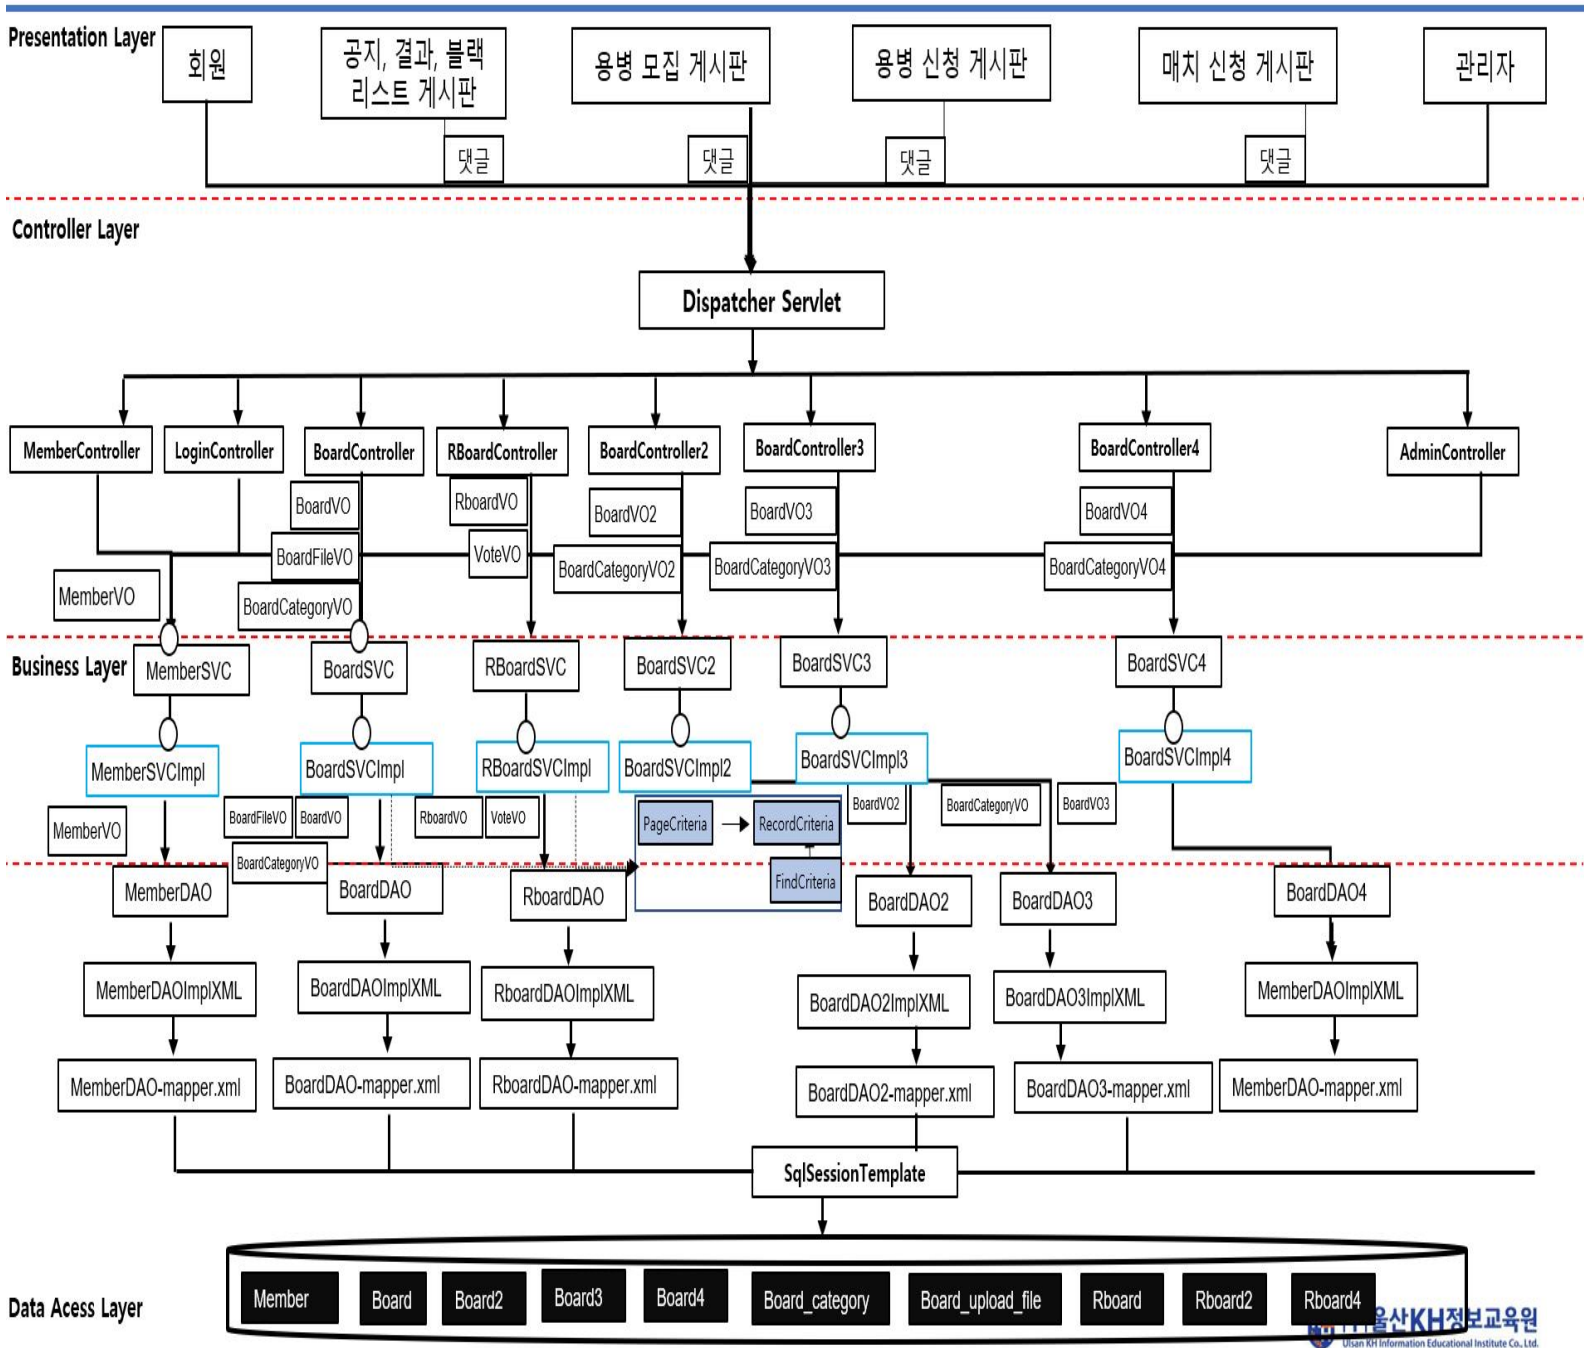 Presentation Layer
회원
공지, 결과, 블랙
리스트 게시판
용병 모집 게시판
용병 신청 게시판
매치 신청 게시판
관리자
댓글
댓글
댓글
댓글
Controller Layer
Dispatcher Servlet
MemberController
LoginController
BoardController
RBoardController
BoardController2
BoardController3
BoardController4
AdminController
BoardVO
RboardVO
BoardVO2
BoardVO3
BoardVO4
BoardFileVO
VoteVO
BoardCategoryVO2
BoardCategoryVO3
BoardCategoryVO4
MemberVO
BoardCategoryVO
Business Layer
MemberSVC
BoardSVC
RBoardSVC
BoardSVC2
BoardSVC3
BoardSVC4
MemberSVCImpl
BoardSVCImpl
RBoardSVCImpl
BoardSVCImpl2
BoardSVCImpl3
BoardSVCImpl4
MemberVO
BoardFileVO
BoardVO
RboardVO
VoteVO
PageCriteria
RecordCriteria
BoardVO2
BoardCategoryVO
BoardVO3
BoardCategoryVO
FindCriteria
MemberDAO
BoardDAO
RboardDAO
BoardDAO2
BoardDAO3
BoardDAO4
MemberDAOImplXML
BoardDAOImplXML
RboardDAOImplXML
BoardDAO2ImplXML
BoardDAO3ImplXML
MemberDAOImplXML
MemberDAO-mapper.xml
BoardDAO-mapper.xml
RboardDAO-mapper.xml
BoardDAO2-mapper.xml
BoardDAO3-mapper.xml
MemberDAO-mapper.xml
SqlSessionTemplate
Data Acess Layer
Member
Board
Board2
Board3
Board4
Board_category
Board_upload_file
Rboard
Rboard2
Rboard4
울산KH정보교육원
Ulsan KH Information Educational Institute Co., Ltd.